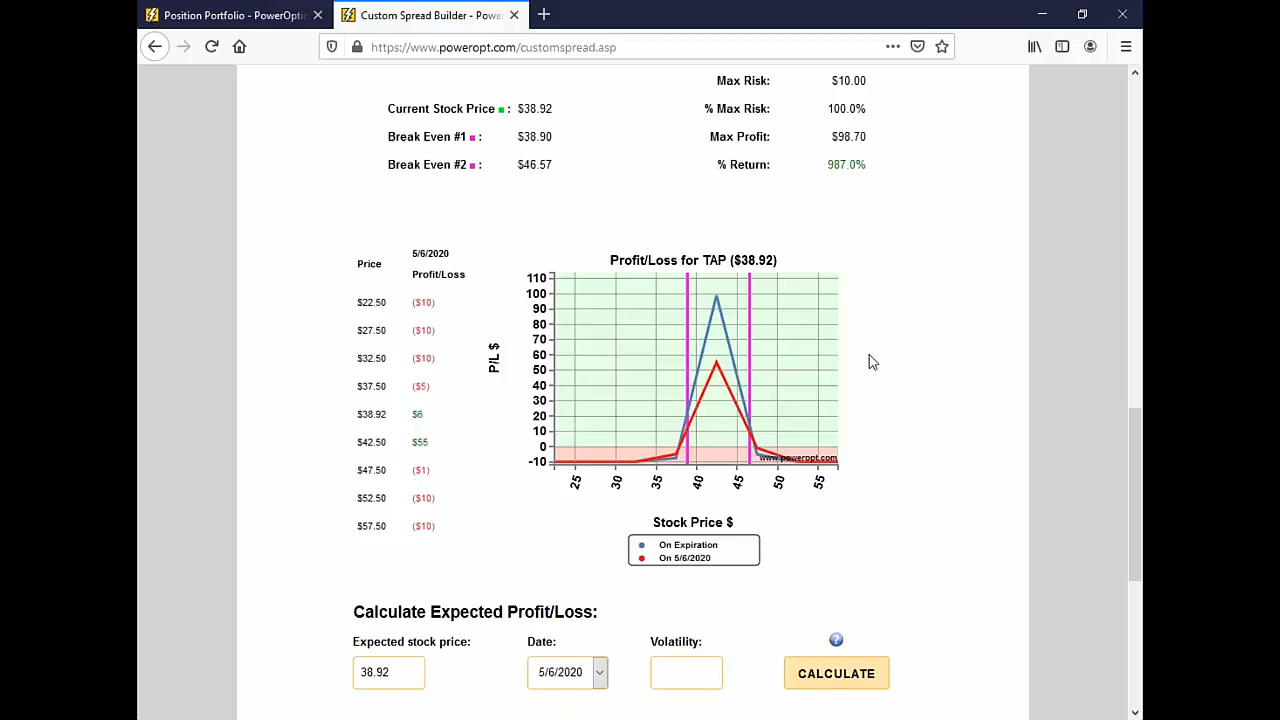 Position Portfolio - PowerOptic
Custom Spread Builder - Powe
https://www.poweropt.com/customspread.asp
Max Risk: $10.00
Current Stock Price : $38.92 % Max Risk: 100.0%
Break Even #1 : $38.90 Max Profit: $98.70
Break Even #2 : $46.57 % Return: 987.0%
5/6/2020
Price
Profit/Loss
$22.50 ($10)
$27.50 ($10)
$32.50 ($10)
$37.50 ($5)
$38.92 $6
$42.50 $55
$47.50 ($1)
$52.50 ($10)
$57.50 ($10)
Profit/Loss for TAP ($38.92)
P/L $
110
100
90
80
70
60
50
40
30
20
10
0
-10
www.poweropt.com
25 30 35 40 45 50 55
Stock Price $
On Expiration
On 5/6/2020
Calculate Expected Profit/Loss:
Expected stock price: Date: Volatility: ?
38.92 5/6/2020 CALCULATE